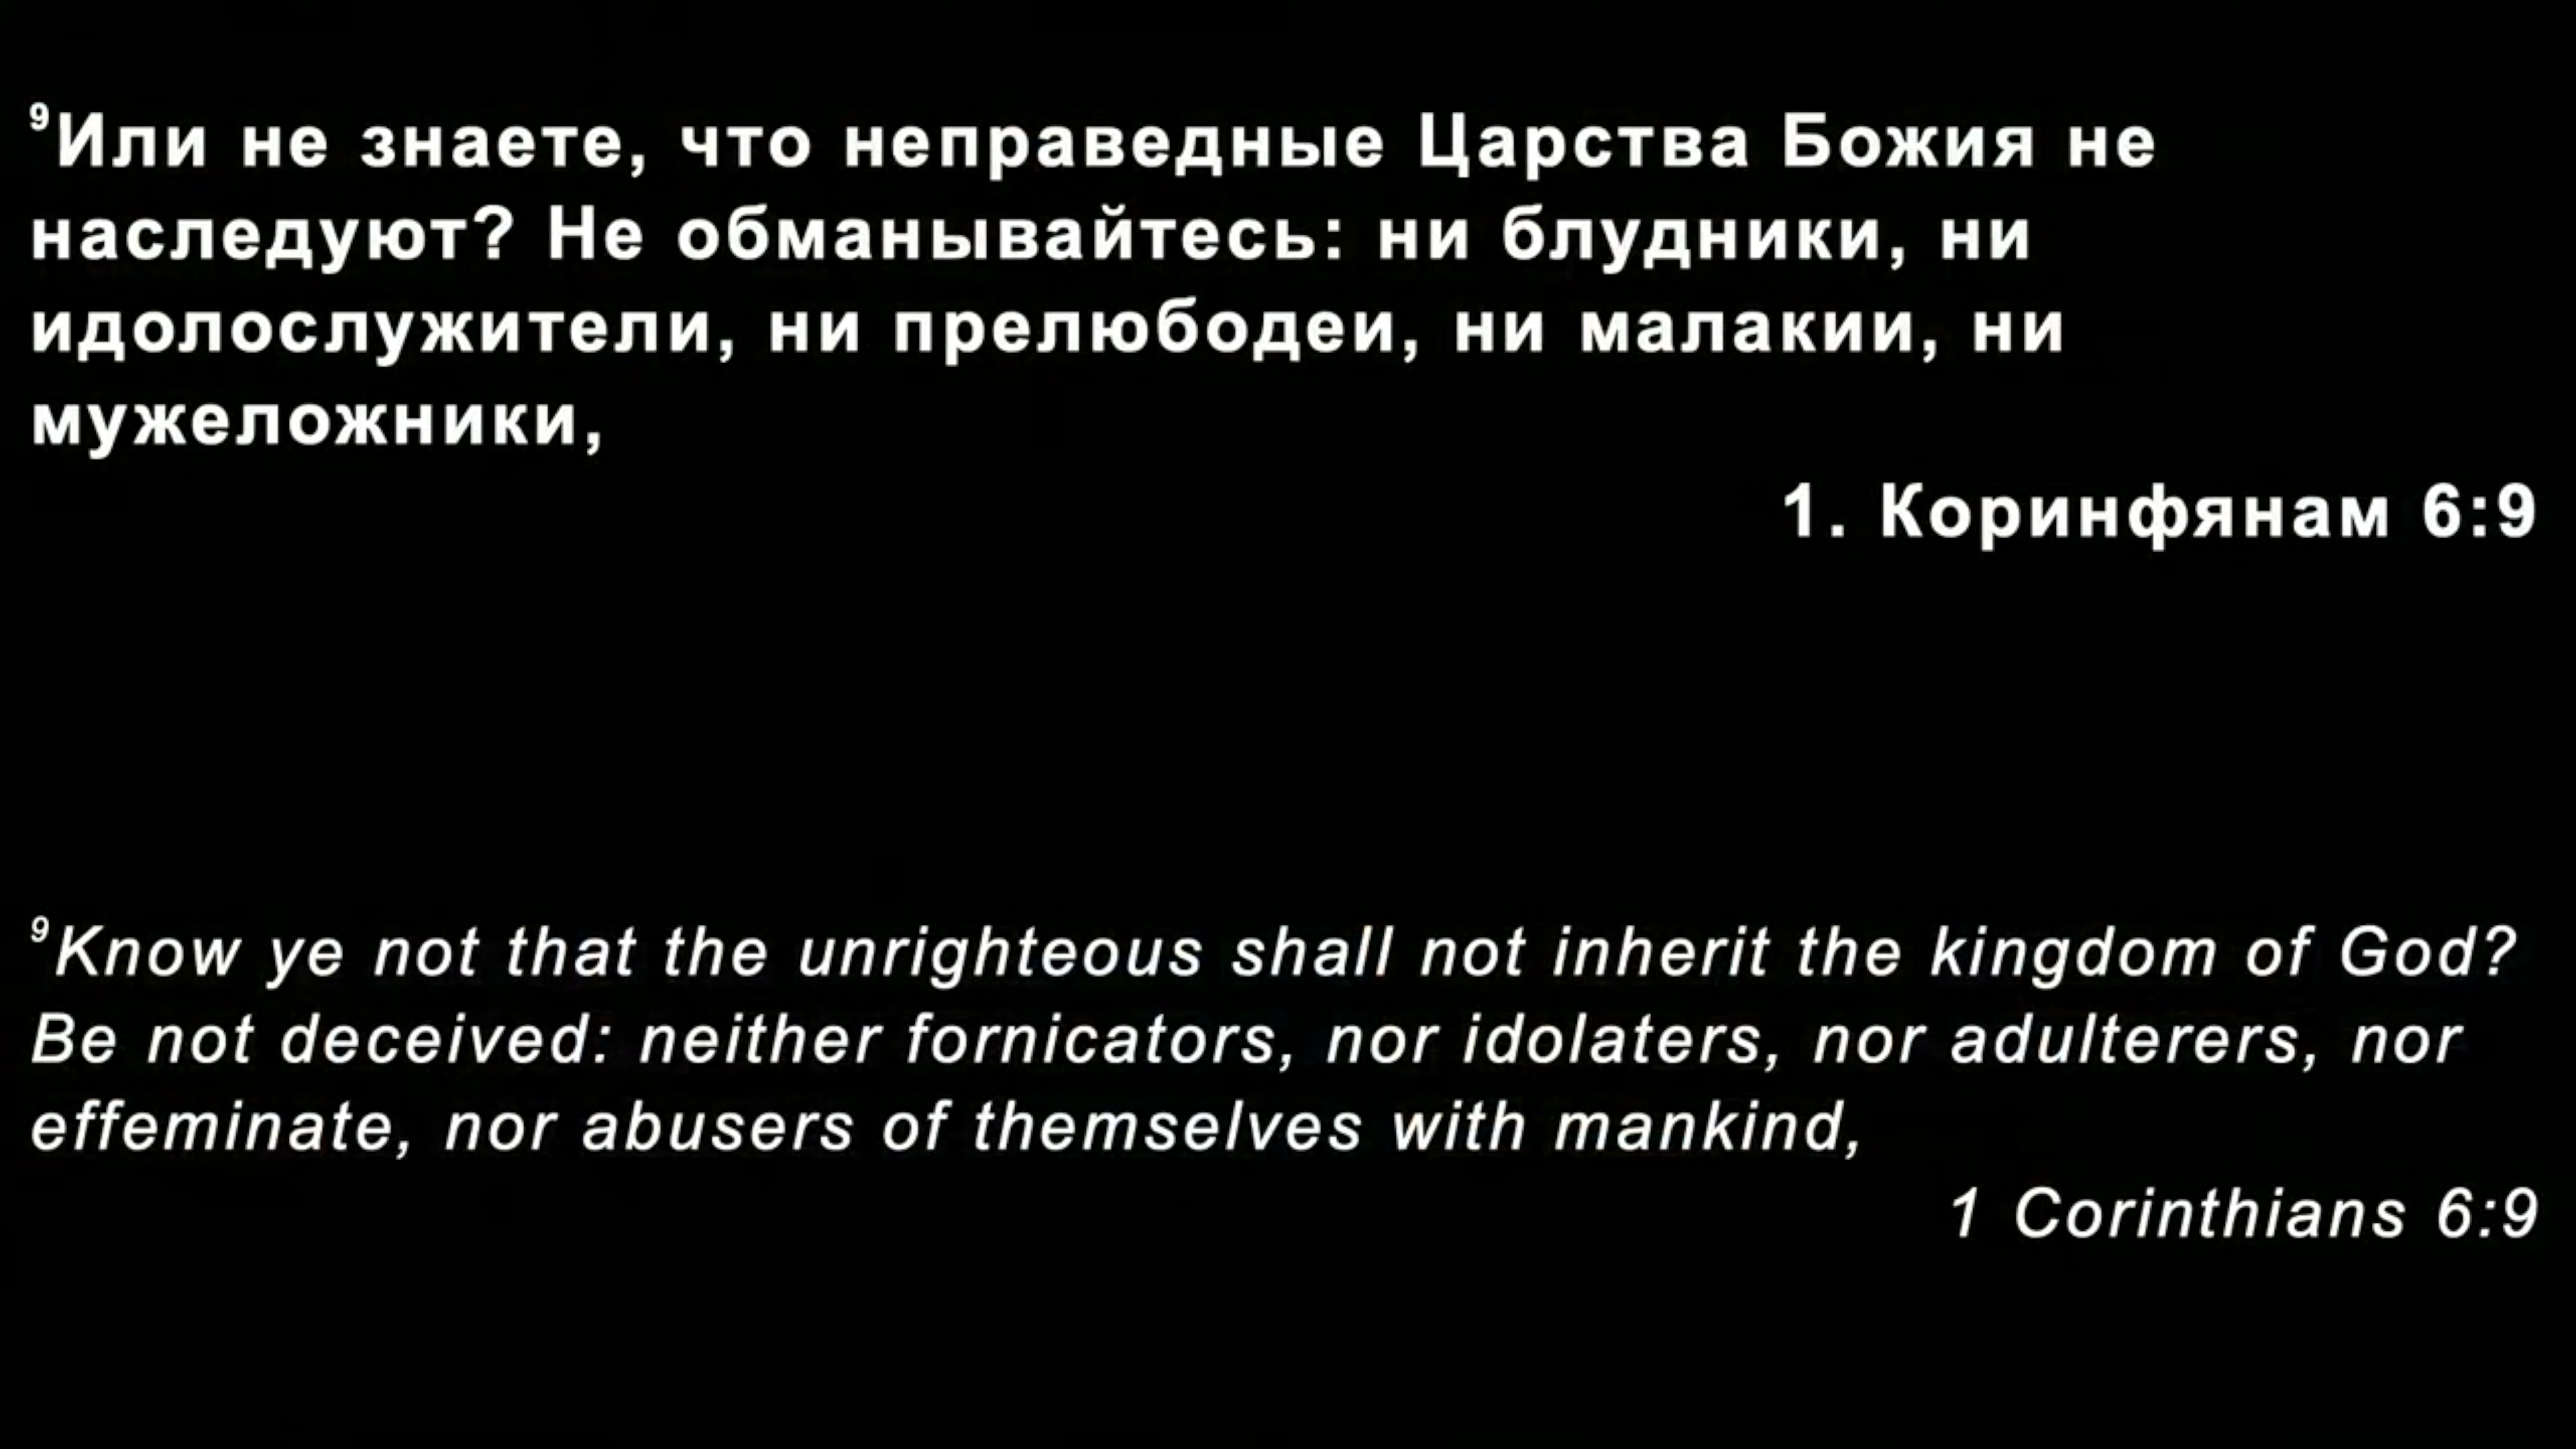 ⁹Или не знаете, что неправедные Царства Божия не
наследуют? Не обманывайтесь: ни блудники, ни
идолослужители, ни прелюбодеи, ни малакии, ни
мужеложники,
1. Коринфянам 6:9
⁹Know ye not that the unrighteous shall not inherit the kingdom of God?
Be not deceived: neither fornicators, nor idolaters, nor adulterers, nor
effeminate, nor abusers of themselves with mankind,
1 Corinthians 6:9